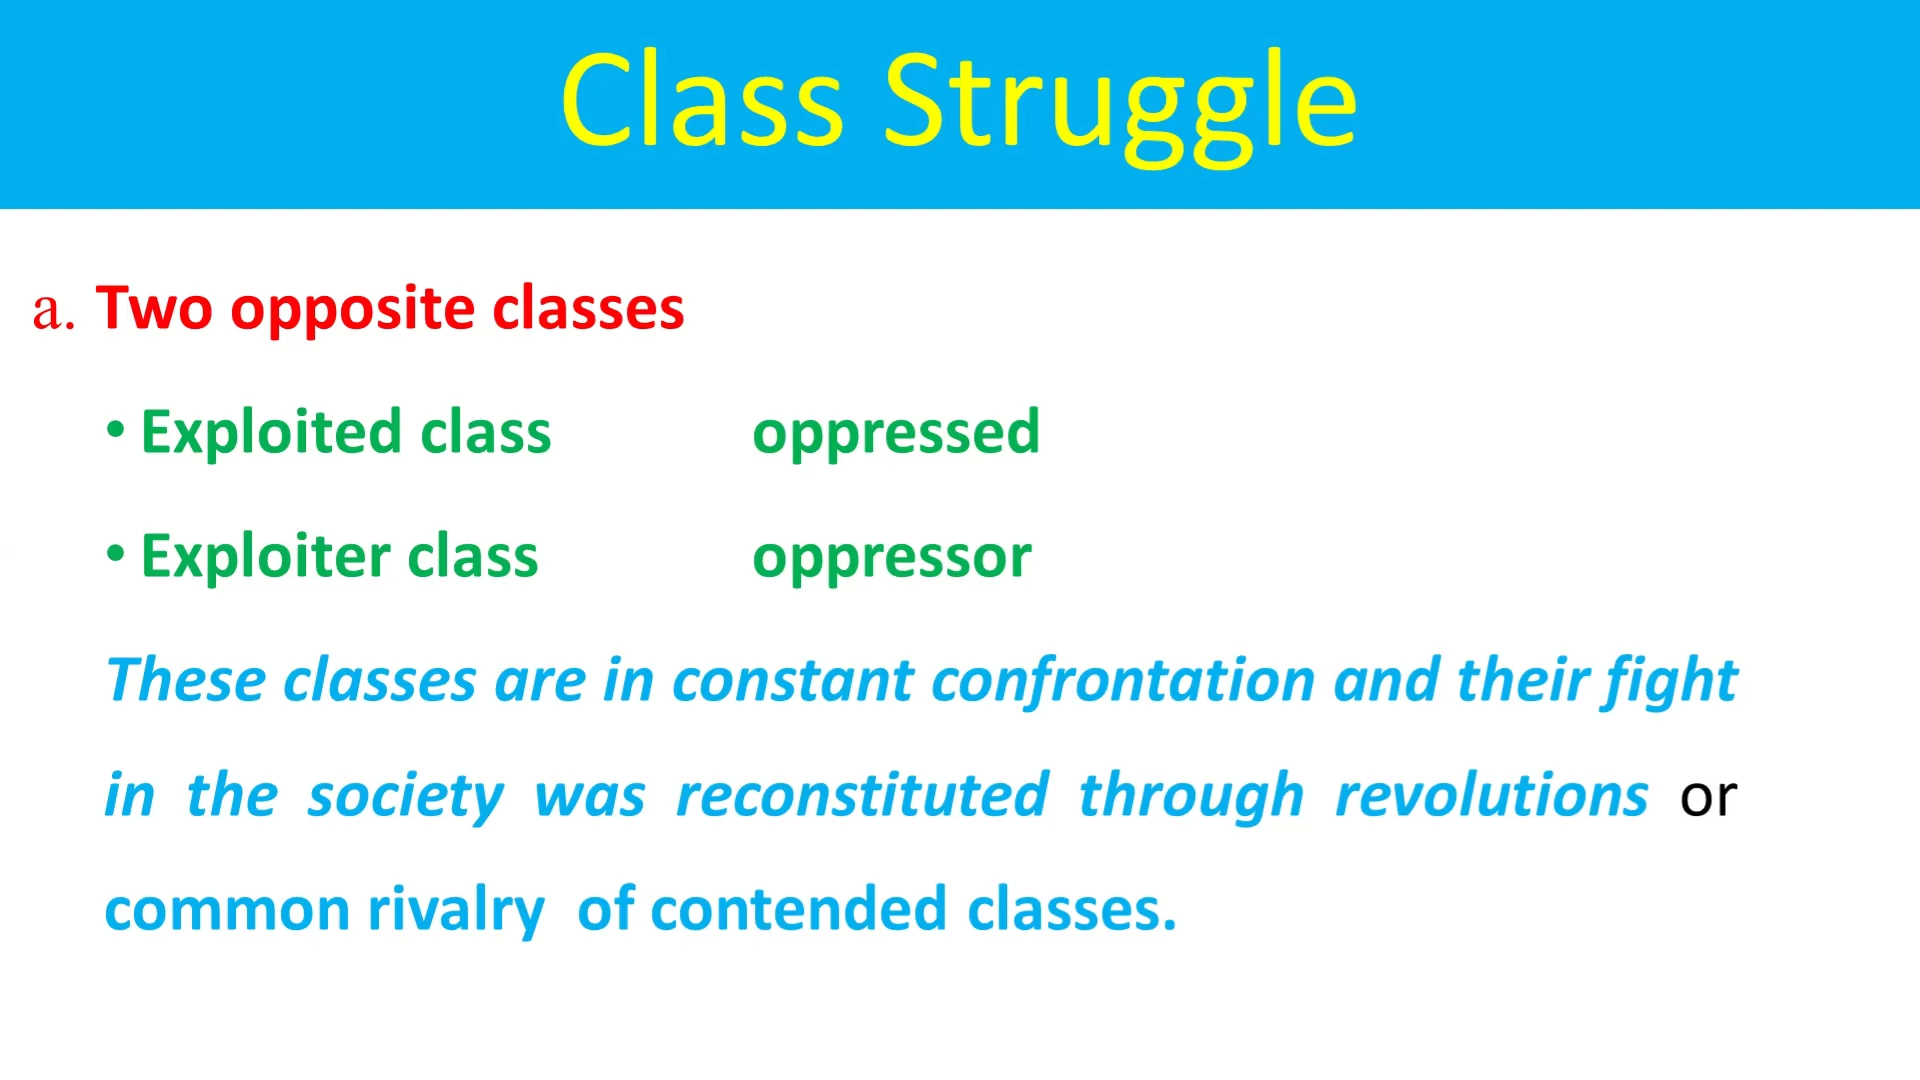 Class Struggle
a. Two opposite classes
• Exploited class oppressed
• Exploiter class oppressor
These classes are in constant confrontation and their fight
in the society was reconstituted through revolutions or
common rivalry of contended classes.